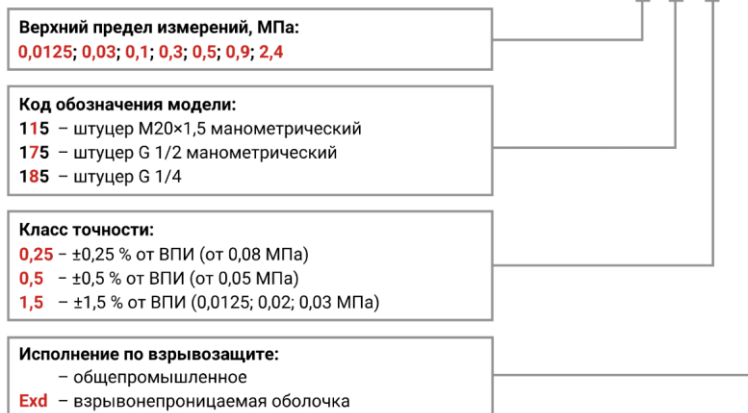 Верхний предел измерений, МПа:
0,0125; 0,03; 0,1; 0,3; 0,5; 0,9; 2,4
Код обозначения модели:
115 – штуцер M20×1,5 манометрический
175 – штуцер G 1/2 манометрический
185 – штуцер G 1/4
Класс точности:
0,25 – ±0,25 % от ВПИ (от 0,08 МПа)
0,5 – ±0,5 % от ВПИ (от 0,05 МПа)
1,5 – ±1,5 % от ВПИ (0,0125; 0,02; 0,03 МПа)
Исполнение по взрывозащите:
– общепромышленное
Exd – взрывонепроницаемая оболочка